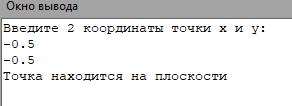 Окно вывода
Введите 2 координаты точки x и y:
-0.5
-0.5
Точка находится на плоскости